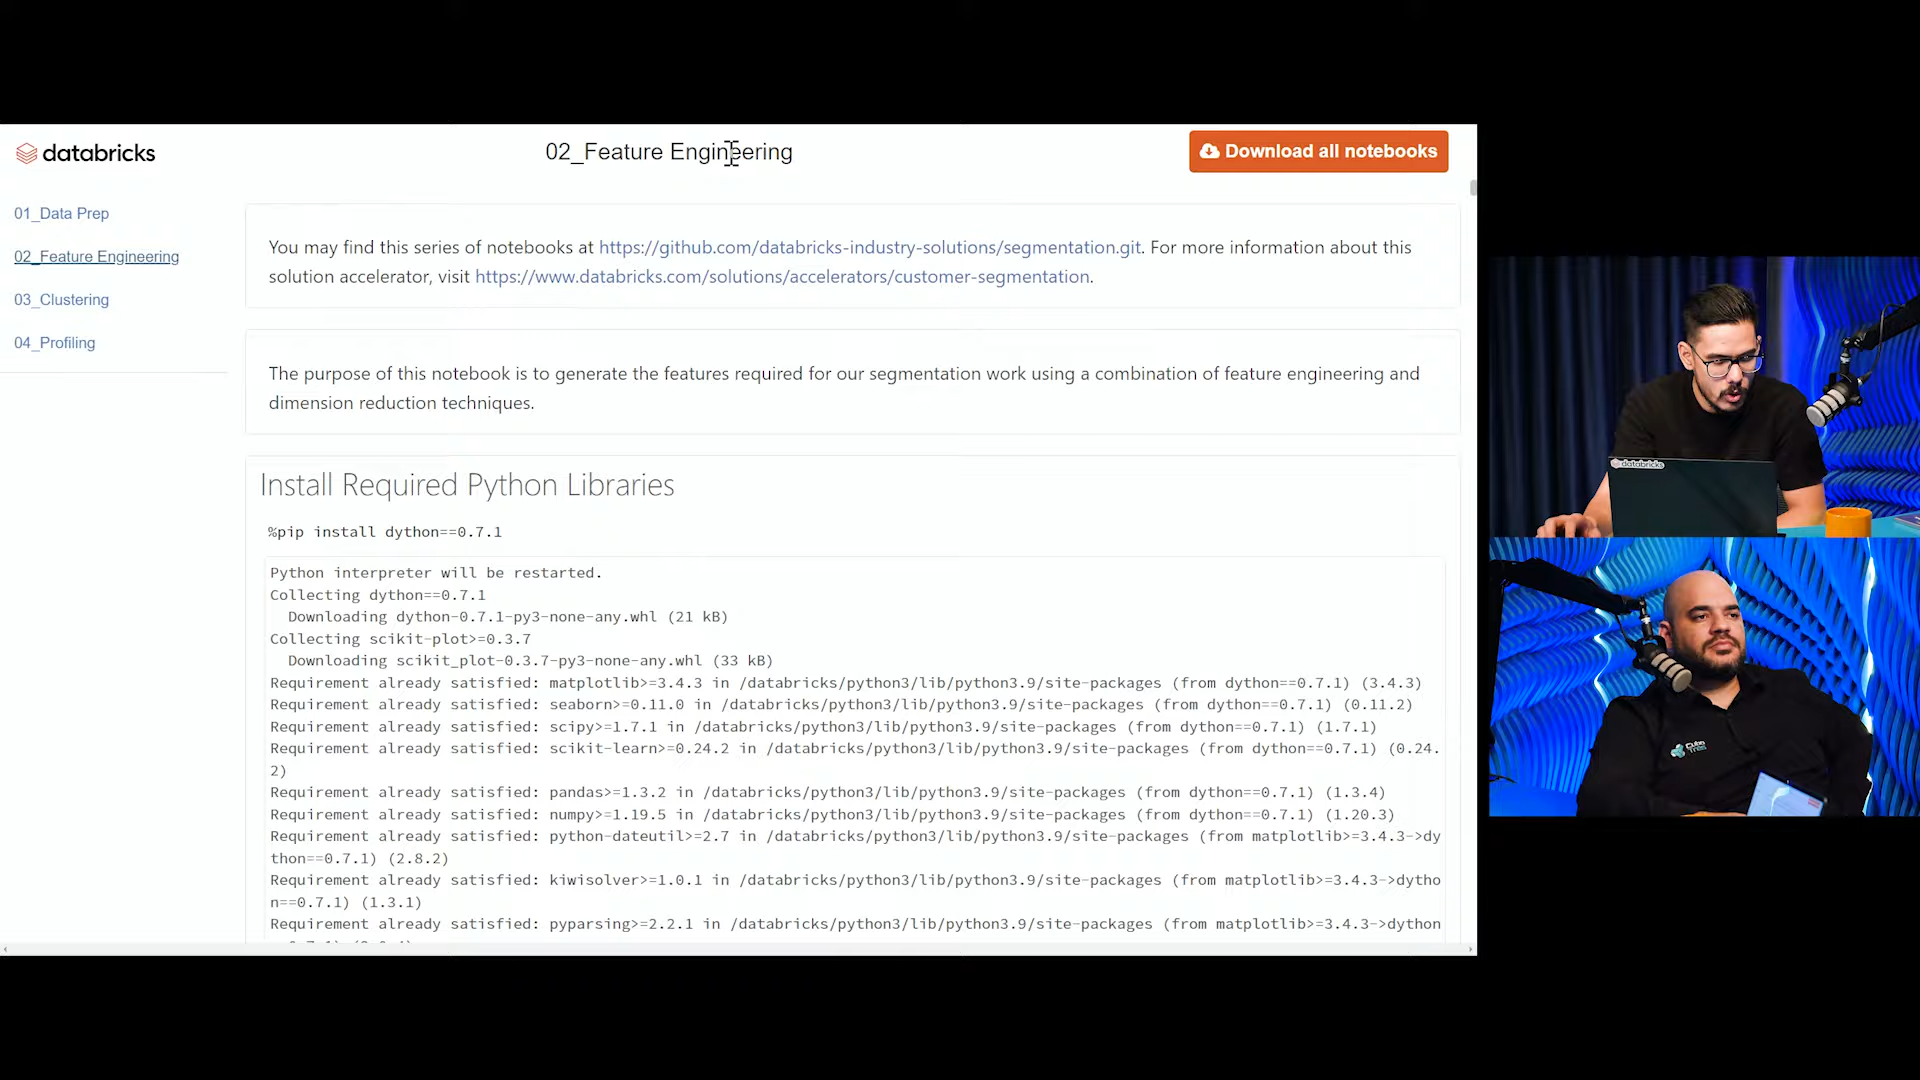 databricks
02_Feature Engineering
Download all notebooks
01_Data Prep
02_Feature Engineering
03_Clustering
04_Profiling
You may find this series of notebooks at https://github.com/databricks-industry-solutions/segmentation.git. For more information about this
solution accelerator, visit https://www.databricks.com/solutions/accelerators/customer-segmentation.
The purpose of this notebook is to generate the features required for our segmentation work using a combination of feature engineering and
dimension reduction techniques.
Install Required Python Libraries
%pip install dython==0.7.1
Python interpreter will be restarted.
Collecting dython==0.7.1
Downloading dython-0.7.1-py3-none-any.whl (21 kB)
Collecting scikit-plot>=0.3.7
Downloading scikit_plot-0.3.7-py3-none-any.whl (33 kB)
Requirement already satisfied: matplotlib>=3.4.3 in /databricks/python3/lib/python3.9/site-packages (from dython==0.7.1) (3.4.3)
Requirement already satisfied: seaborn>=0.11.0 in /databricks/python3/lib/python3.9/site-packages (from dython==0.7.1) (0.11.2)
Requirement already satisfied: scipy>=1.7.1 in /databricks/python3/lib/python3.9/site-packages (from dython==0.7.1) (1.7.1)
Requirement already satisfied: scikit-learn>=0.24.2 in /databricks/python3/lib/python3.9/site-packages (from dython==0.7.1) (0.24.
2)
Requirement already satisfied: pandas>=1.3.2 in /databricks/python3/lib/python3.9/site-packages (from dython==0.7.1) (1.3.4)
Requirement already satisfied: numpy>=1.19.5 in /databricks/python3/lib/python3.9/site-packages (from dython==0.7.1) (1.20.3)
Requirement already satisfied: python-dateutil>=2.7 in /databricks/python3/lib/python3.9/site-packages (from matplotlib>=3.4.3->dy
thon==0.7.1) (2.8.2)
Requirement already satisfied: kiwisolver>=1.0.1 in /databricks/python3/lib/python3.9/site-packages (from matplotlib>=3.4.3->dytho
n==0.7.1) (1.3.1)
Requirement already satisfied: pyparsing>=2.2.1 in /databricks/python3/lib/python3.9/site-packages (from matplotlib>=3.4.3->dython
databricks
Cube